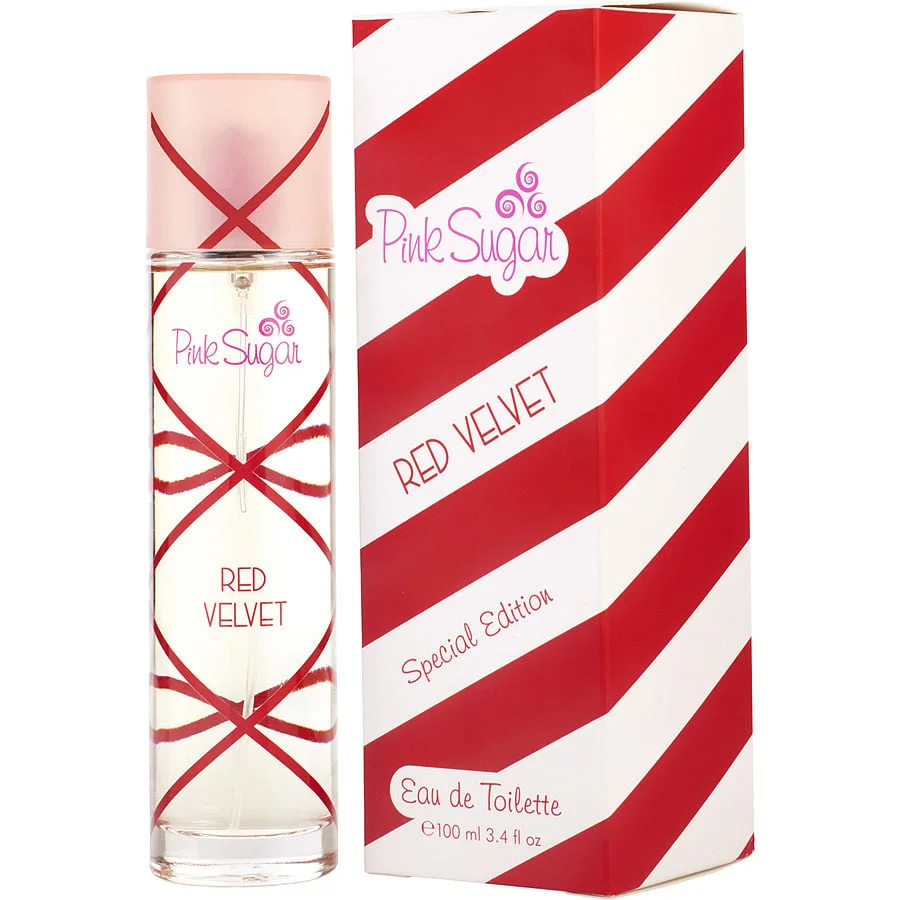 Pink Sugar
RED
VELVET
Pink Sugar
RED VELVET
Special Edition
Eau de Toilette
℮100 ml 3.4 fl oz